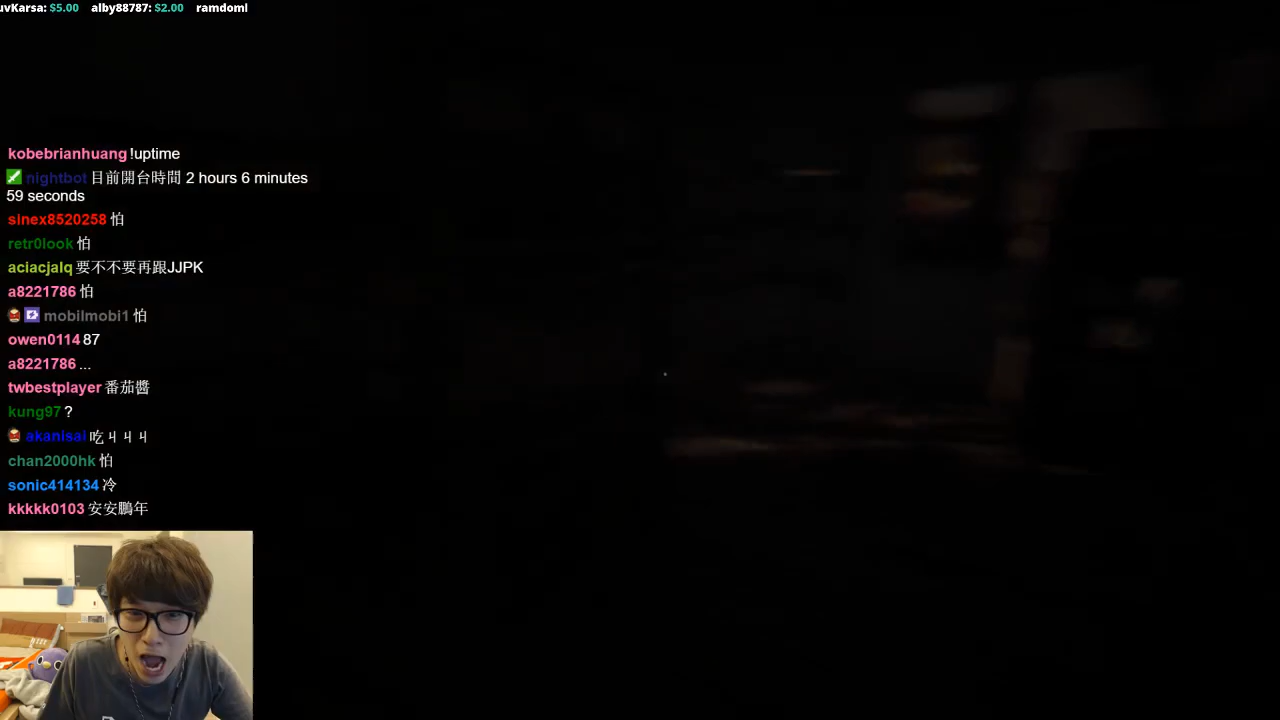 uvKarsa: $5.00 alby88787: $2.00 ramdoml
kobebrianhuang !uptime
nightbot 目前開台時間 2 hours 6 minutes
59 seconds
sinex8520258 怕
retr0look 怕
aciacjalq 要不不要再跟JJPK
a8221786 怕
mobilmobi1 怕
owen0114 87
a8221786 ...
twbestplayer 番茄醬
kung97 ?
akanisai 吃ㄐㄐㄐ
chan2000hk 怕
sonic414134 冷
kkkkk0103 安安鵬年